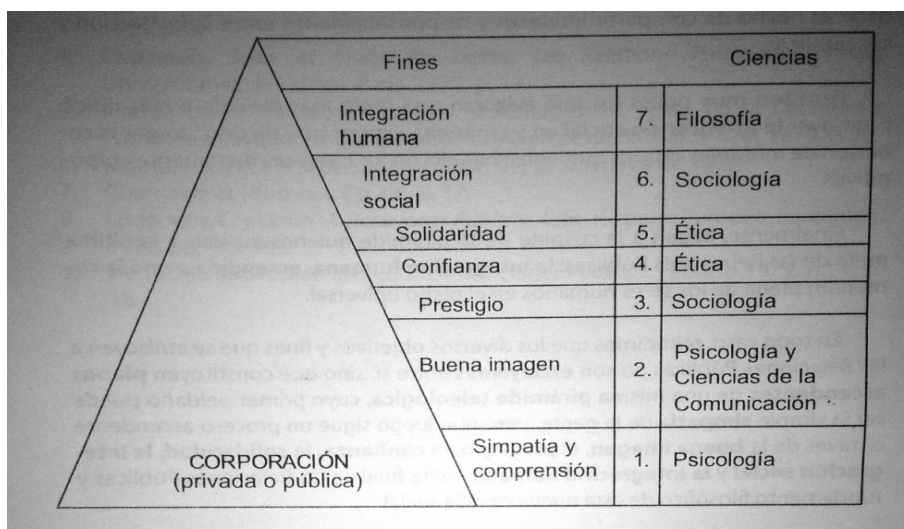 Fines Ciencias
Integración
humana
7. Filosofía
Integración
social
6. Sociología
Solidaridad 5. Ética
Confianza 4. Ética
Prestigio 3. Sociología
Buena imagen 2. Psicología y
Ciencias de la
Comunicación
CORPORACIÓN
(privada o pública)
Simpatía y
comprensión
1. Psicología